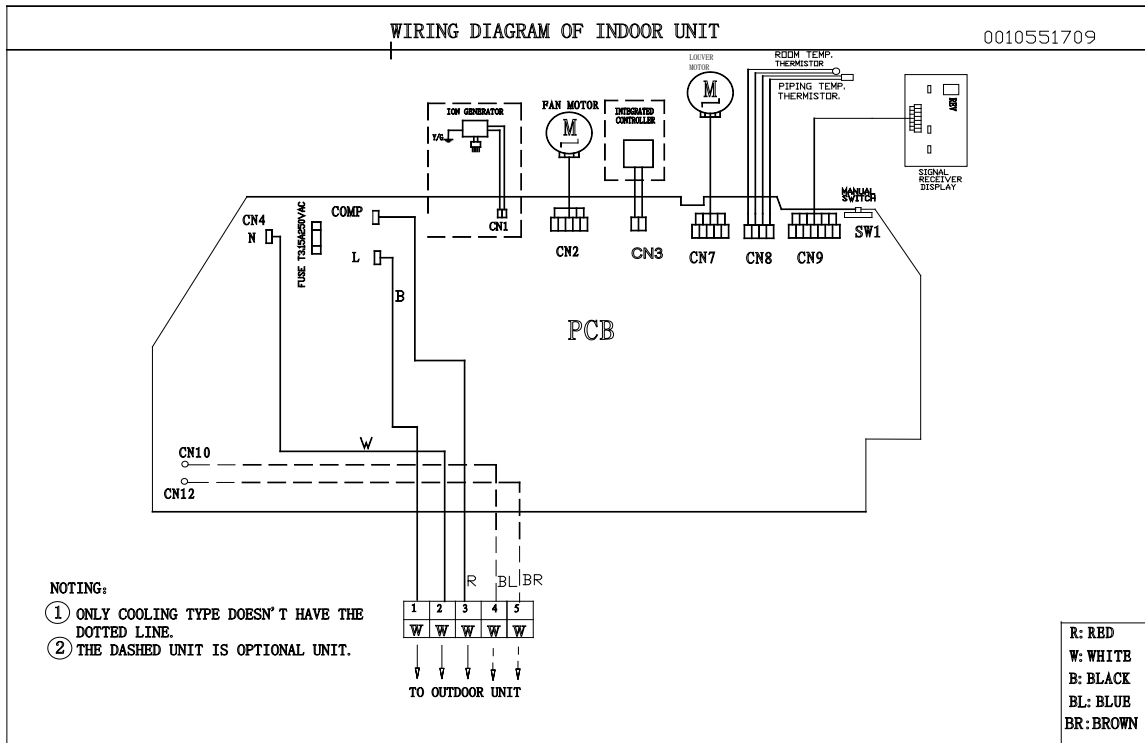 WIRING DIAGRAM OF INDOOR UNIT
0010551709
LOUVER
MOTOR
ROOM TEMP.
THERMISTOR
PIPING TEMP.
THERMISTOR.
ION GENERATOR
Y/G
FAN MOTOR
INTEGRATED
CONTROLLER
M
M
REV
SIGNAL
RECEIVER
DISPLAY
MANUAL
SWITCH
SW1
CN4
N
FUSE T3.15A250VAC
COMP
L
B
CN1
CN2
CN3
CN7
CN8
CN9
PCB
W
CN10
CN12
R
BL
BR
1 2 3 4 5
W W W W W
TO OUTDOOR UNIT
NOTING:
1 ONLY COOLING TYPE DOESN'T HAVE THE
DOTTED LINE.
2 THE DASHED UNIT IS OPTIONAL UNIT.
R: RED
W: WHITE
B: BLACK
BL: BLUE
BR: BROWN